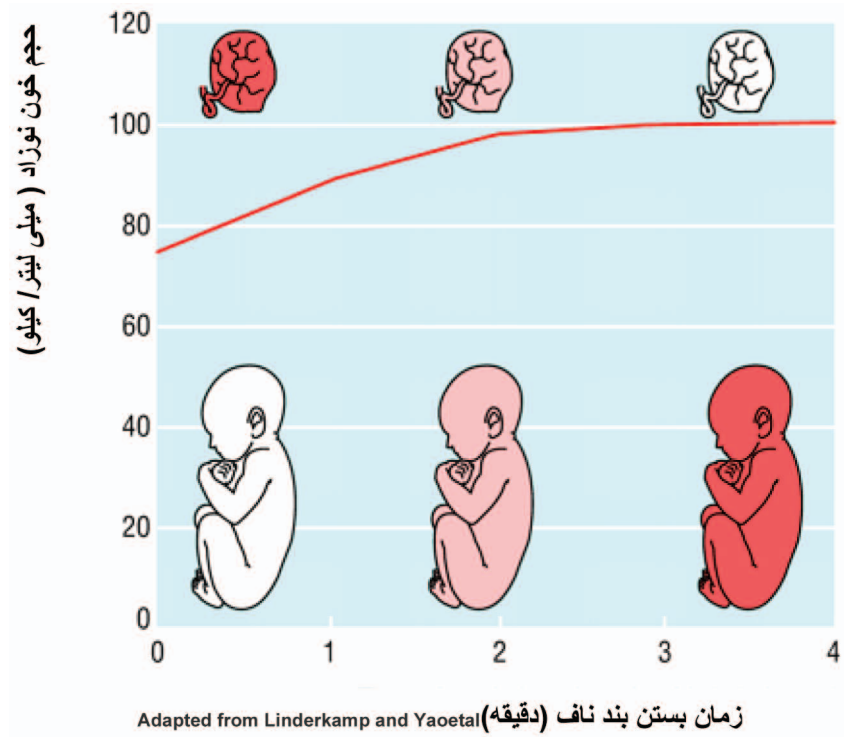 حجم خون نوزاد ( میلی لیتر/ کیلو)
120
100
80
60
40
20
0
0 1 2 3 4
زمان بستن بند ناف (دقیقه)
Adapted from Linderkamp and Yaoetal